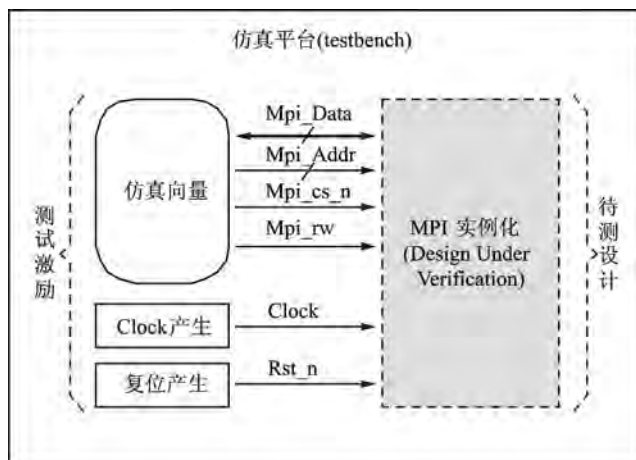 仿真平台(testbench)
测试激励
仿真向量
Clock产生
复位产生
Mpi_Data
Mpi_Addr
Mpi_cs_n
Mpi_rw
Clock
Rst_n
MPI 实例化
(Design Under
Verification)
待测设计